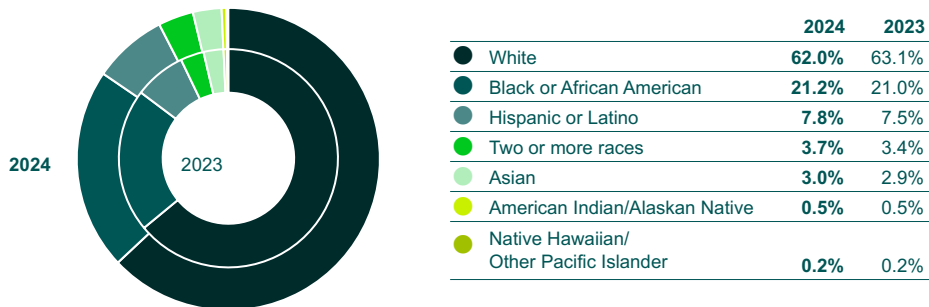 2024
2023
2024 2023
White 62.0% 63.1%
Black or African American 21.2% 21.0%
Hispanic or Latino 7.8% 7.5%
Two or more races 3.7% 3.4%
Asian 3.0% 2.9%
American Indian/Alaskan Native 0.5% 0.5%
Native Hawaiian/
Other Pacific Islander 0.2% 0.2%